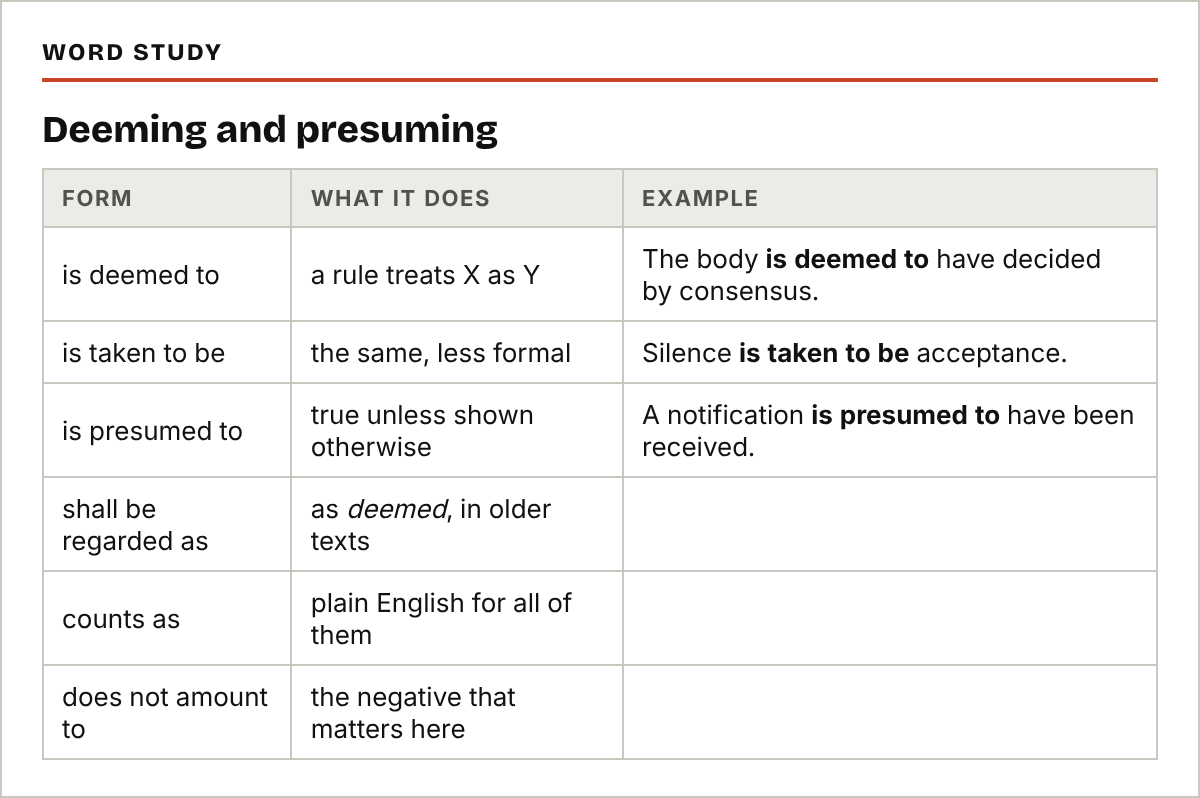 WORD STUDY
Deeming and presuming
FORM
WHAT IT DOES
EXAMPLE
is deemed to
a rule treats X as Y
The body is deemed to have decided
by consensus.
is taken to be
the same, less formal
Silence is taken to be acceptance.
is presumed to
true unless shown
otherwise
A notification is presumed to have been
received.
shall be
regarded as
as deemed, in older
texts
counts as
plain English for all of
them
does not amount
to
the negative that
matters here